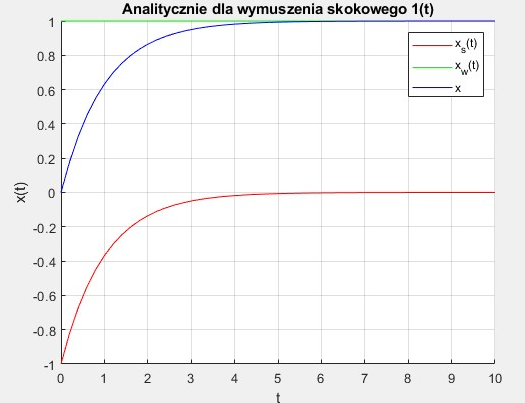 Analitycznie dla wymuszenia skokowego 1(t)
x_s(t)
x_w(t)
x
x(t)
1
0.8
0.6
0.4
0.2
0
-0.2
-0.4
-0.6
-0.8
-1
0 1 2 3 4 5 6 7 8 9 10
t